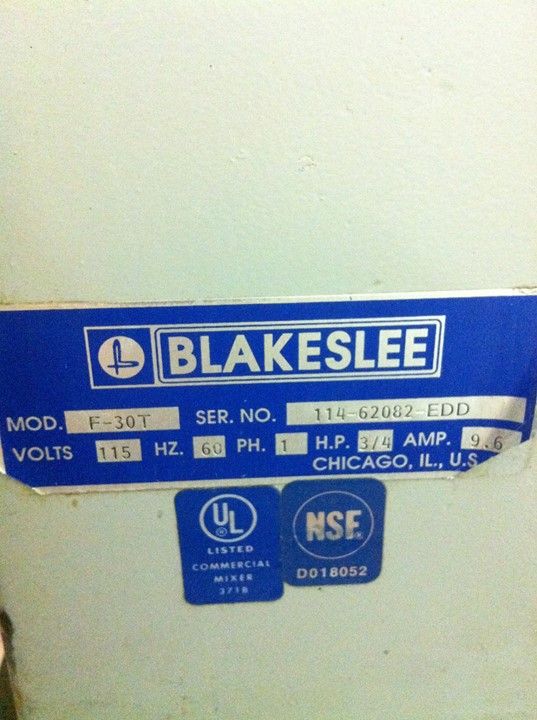 BLAKESLEE
MOD. F-30T SER. NO. 114-62082-EDD
VOLTS 115 HZ. 60 PH. 1 H.P. 3/4 AMP. 9.6
CHICAGO, IL., U.S.
UL
®
LISTED
COMMERCIAL
MIXER
371B
NSF®
D018052